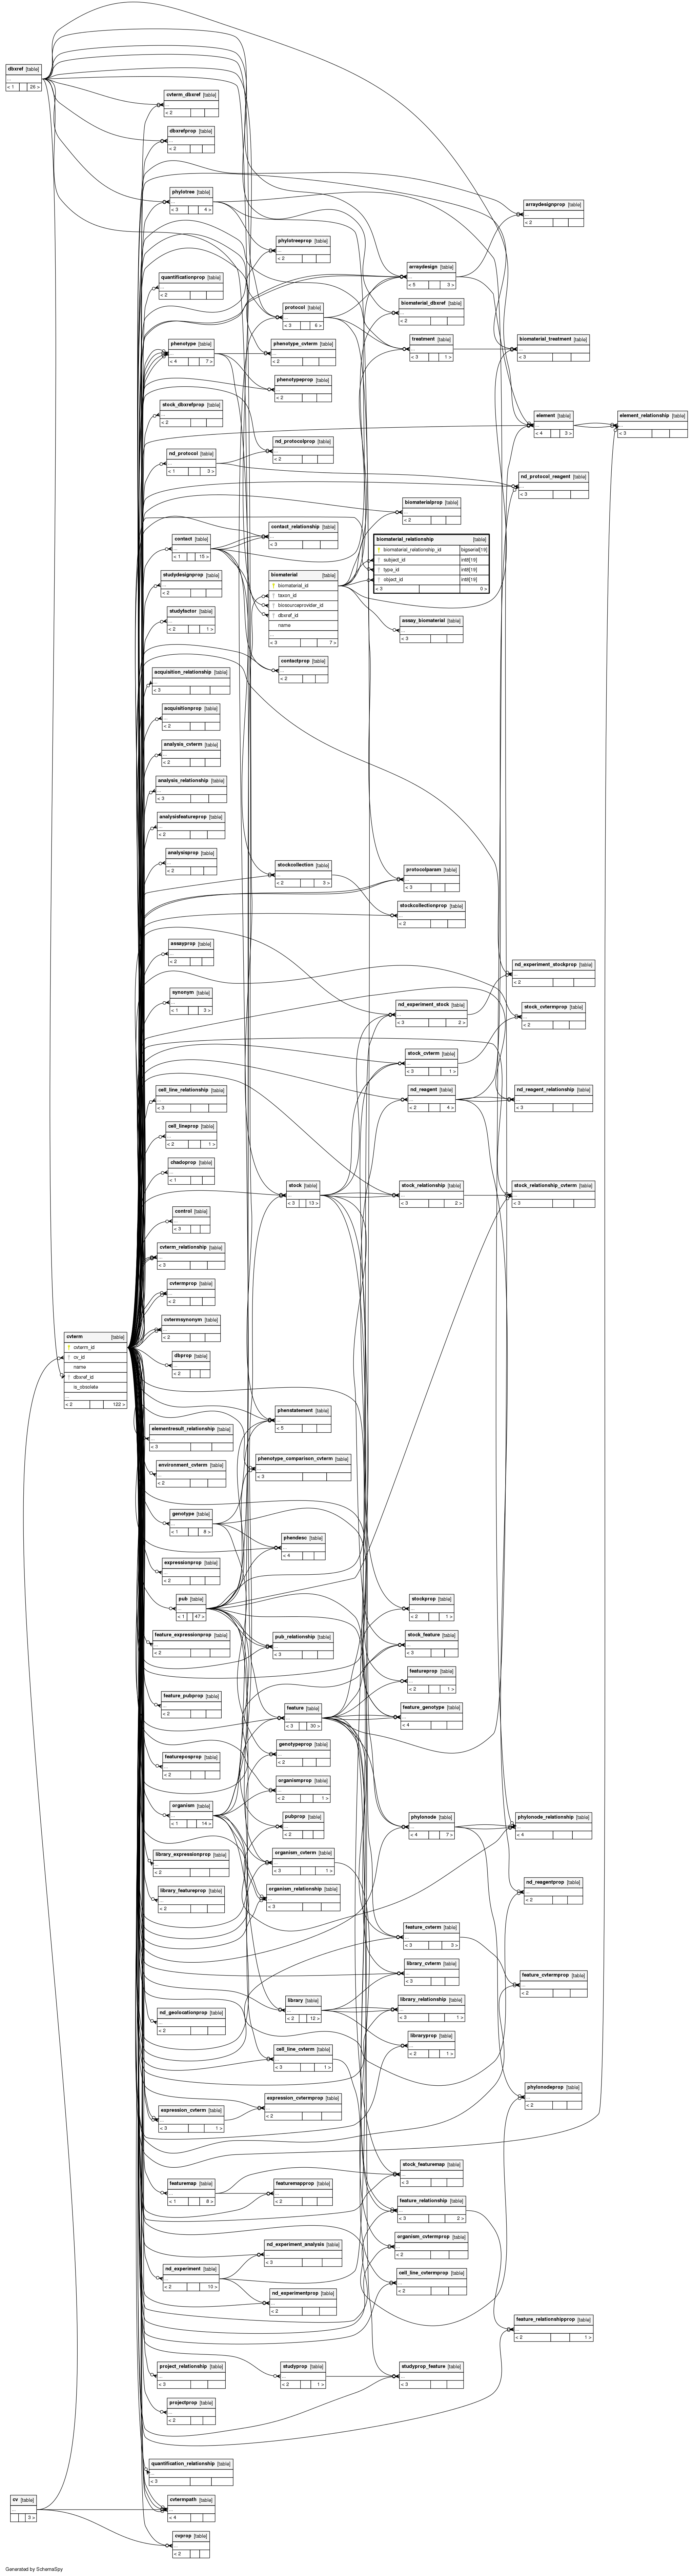 dbxref [table]
...
< 1 26 >
cvterm_dbxref [table]
...
< 2
dbxrefprop [table]
...
< 2
phylotree [table]
...
< 3 4 >
arraydesignprop [table]
...
< 2
phylotreeprop [table]
...
< 2
arraydesign [table]
...
< 5 3 >
quantificationprop [table]
...
< 2
biomaterial_dbxref [table]
...
< 2
protocol [table]
...
< 3 6 >
treatment [table]
...
< 3 1 >
biomaterial_treatment [table]
...
< 3
phenotype [table]
...
< 4 7 >
phenotype_cvterm [table]
...
< 2
phenotypeprop [table]
...
< 2
stock_dbxrefprop [table]
...
< 2
element [table]
...
< 4 3 >
element_relationship [table]
...
< 3
nd_protocolprop [table]
...
< 2
nd_protocol [table]
...
< 1 3 >
nd_protocol_reagent [table]
...
< 3
biomaterialprop [table]
...
< 2
contact_relationship [table]
...
< 3
contact [table]
...
< 1 15 >
biomaterial_relationship [table]
biomaterial_relationship_id bigserial[19]
subject_id int8[19]
type_id int8[19]
object_id int8[19]
< 3 0 >
studydesignprop [table]
...
< 2
biomaterial [table]
biomaterial_id
taxon_id
biosourceprovider_id
dbxref_id
name
...
< 3 7 >
studyfactor [table]
...
< 2 1 >
assay_biomaterial [table]
...
< 3
contactprop [table]
...
< 2
acquisition_relationship [table]
...
< 3
acquisitionprop [table]
...
< 2
analysis_cvterm [table]
...
< 2
analysis_relationship [table]
...
< 3
analysisfeatureprop [table]
...
< 2
analysisprop [table]
...
< 2
stockcollection [table]
...
< 2 3 >
protocolparam [table]
...
< 3
stockcollectionprop [table]
...
< 2
assayprop [table]
...
< 2
nd_experiment_stockprop [table]
...
< 2
synonym [table]
...
< 1 3 >
nd_experiment_stock [table]
...
< 3 2 >
stock_cvtermprop [table]
...
< 2
stock_cvterm [table]
...
< 3 1 >
cell_line_relationship [table]
...
< 3
nd_reagent [table]
...
< 2 4 >
nd_reagent_relationship [table]
...
< 3
cell_lineprop [table]
...
< 2 1 >
chadoprop [table]
...
< 1
stock [table]
...
< 3 13 >
stock_relationship [table]
...
< 3 2 >
stock_relationship_cvterm [table]
...
< 3
control [table]
...
< 3
cvterm_relationship [table]
...
< 3
cvtermprop [table]
...
< 2
cvtermsynonym [table]
...
< 2
cvterm [table]
cvterm_id
cv_id
name
dbxref_id
is_obsolete
...
< 2 122 >
dbprop [table]
...
< 2
phenstatement [table]
...
< 5
elementresult_relationship [table]
...
< 3
phenotype_comparison_cvterm [table]
...
< 3
environment_cvterm [table]
...
< 2
genotype [table]
...
< 1 8 >
phendesc [table]
...
< 4
expressionprop [table]
...
< 2
pub [table]
...
< 1 47 >
stockprop [table]
...
< 2 1 >
feature_expressionprop [table]
...
< 2
pub_relationship [table]
...
< 3
stock_feature [table]
...
< 3
featureprop [table]
...
< 2 1 >
feature_pubprop [table]
...
< 2
feature [table]
...
< 3 30 >
feature_genotype [table]
...
< 4
genotypeprop [table]
...
< 2
featureposprop [table]
...
< 2
organismprop [table]
...
< 2 1 >
organism [table]
...
< 1 14 >
pubprop [table]
...
< 2
phylonode [table]
...
< 4 7 >
phylonode_relationship [table]
...
< 4
library_expressionprop [table]
...
< 2
organism_cvterm [table]
...
< 3 1 >
library_featureprop [table]
...
< 2
organism_relationship [table]
...
< 3
nd_reagentprop [table]
...
< 2
feature_cvterm [table]
...
< 3 3 >
library_cvterm [table]
...
< 3
feature_cvtermprop [table]
...
< 2
nd_geolocationprop [table]
...
< 2
library [table]
...
< 2 12 >
library_relationship [table]
...
< 3 1 >
libraryprop [table]
...
< 2 1 >
cell_line_cvterm [table]
...
< 3 1 >
phylonodeprop [table]
...
< 2
expression_cvterm [table]
...
< 3 1 >
expression_cvtermprop [table]
...
< 2
stock_featuremap [table]
...
< 3
featuremap [table]
...
< 1 8 >
featuremapprop [table]
...
< 2
feature_relationship [table]
...
< 3 2 >
organism_cvtermprop [table]
...
< 2
nd_experiment_analysis [table]
...
< 3
nd_experiment [table]
...
< 2 13 >
cell_line_cvtermprop [table]
...
< 2
nd_experimentprop [table]
...
< 2
feature_relationshipprop [table]
...
< 2 1 >
project_relationship [table]
...
< 3
studyprop [table]
...
< 2 1 >
studyprop_feature [table]
...
< 3
projectprop [table]
...
< 2
quantification_relationship [table]
...
< 3
cv [table]
...
3 >
cvtermpath [table]
...
< 4
cvprop [table]
...
< 2
Generated by SchemaSpy